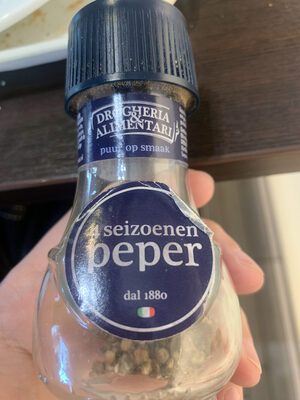 DROGHERIA
&
ALIMENTARI
puur op smaak
4 seizoenen
peper
dal 1880